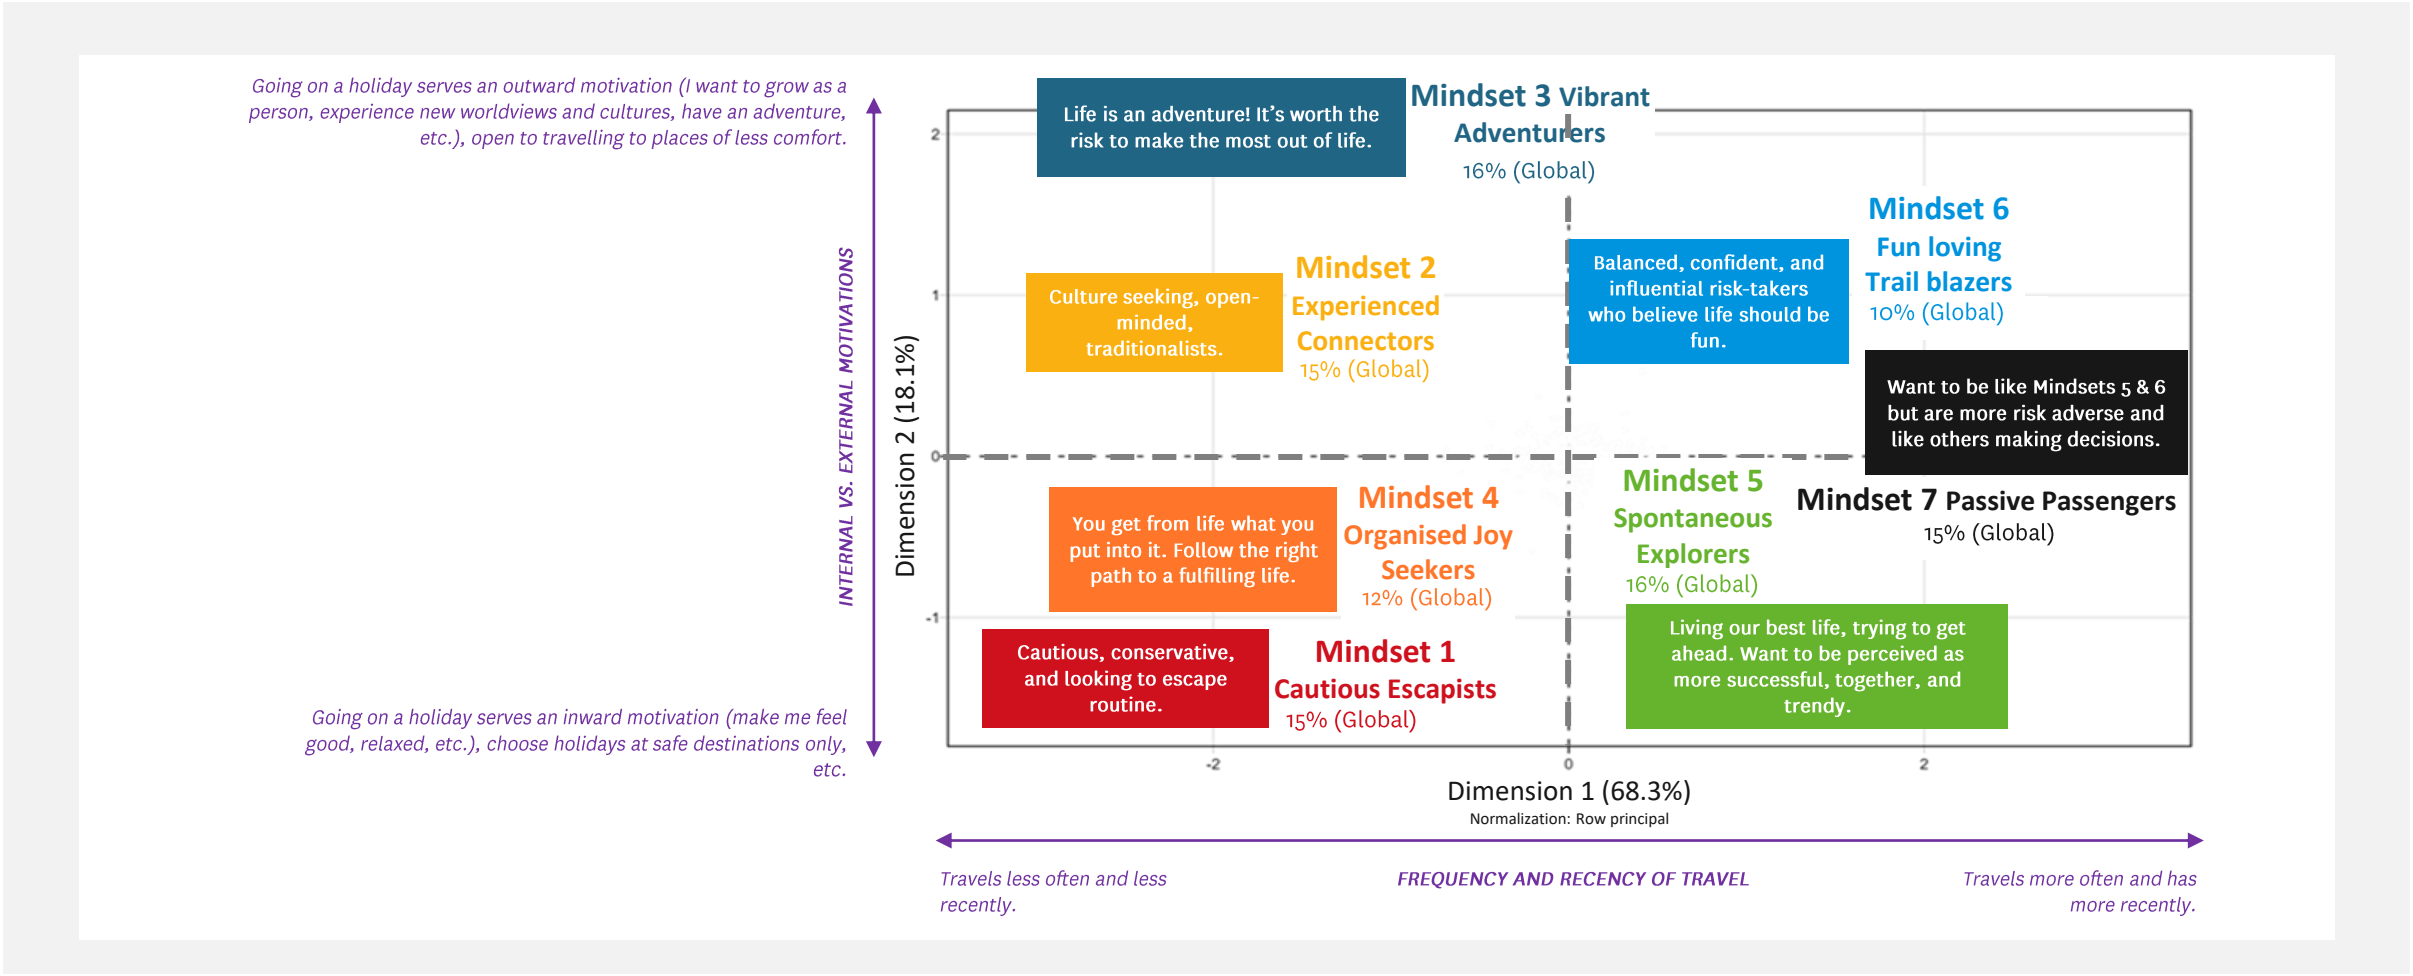 Going on a holiday serves an outward motivation (I want to grow as a
person, experience new worldviews and cultures, have an adventure,
etc.), open to travelling to places of less comfort.
INTERNAL VS. EXTERNAL MOTIVATIONS
Going on a holiday serves an inward motivation (make me feel
good, relaxed, etc.), choose holidays at safe destinations only,
etc.
Dimension 2 (18.1%)
2
1
0
-1
Life is an adventure! It's worth the
risk to make the most out of life.
Mindset 3 Vibrant
Adventurers
16% (Global)
Culture seeking, open-
minded,
traditionalists.
Mindset 2
Experienced
Connectors
15% (Global)
Balanced, confident, and
influential risk-takers
who believe life should be
fun.
Mindset 6
Fun loving
Trail blazers
10% (Global)
Want to be like Mindsets 5 & 6
but are more risk adverse and
like others making decisions.
Mindset 7 Passive Passengers
15% (Global)
You get from life what you
put into it. Follow the right
path to a fulfilling life.
Mindset 4
Organised Joy
Seekers
12% (Global)
Mindset 5
Spontaneous
Explorers
16% (Global)
Living our best life, trying to get
ahead. Want to be perceived as
more successful, together, and
trendy.
Cautious, conservative,
and looking to escape
routine.
Mindset 1
Cautious Escapists
15% (Global)
-2
0
2
Dimension 1 (68.3%)
Normalization: Row principal
Travels less often and less
recently.
FREQUENCY AND RECENCY OF TRAVEL
Travels more often and has
more recently.